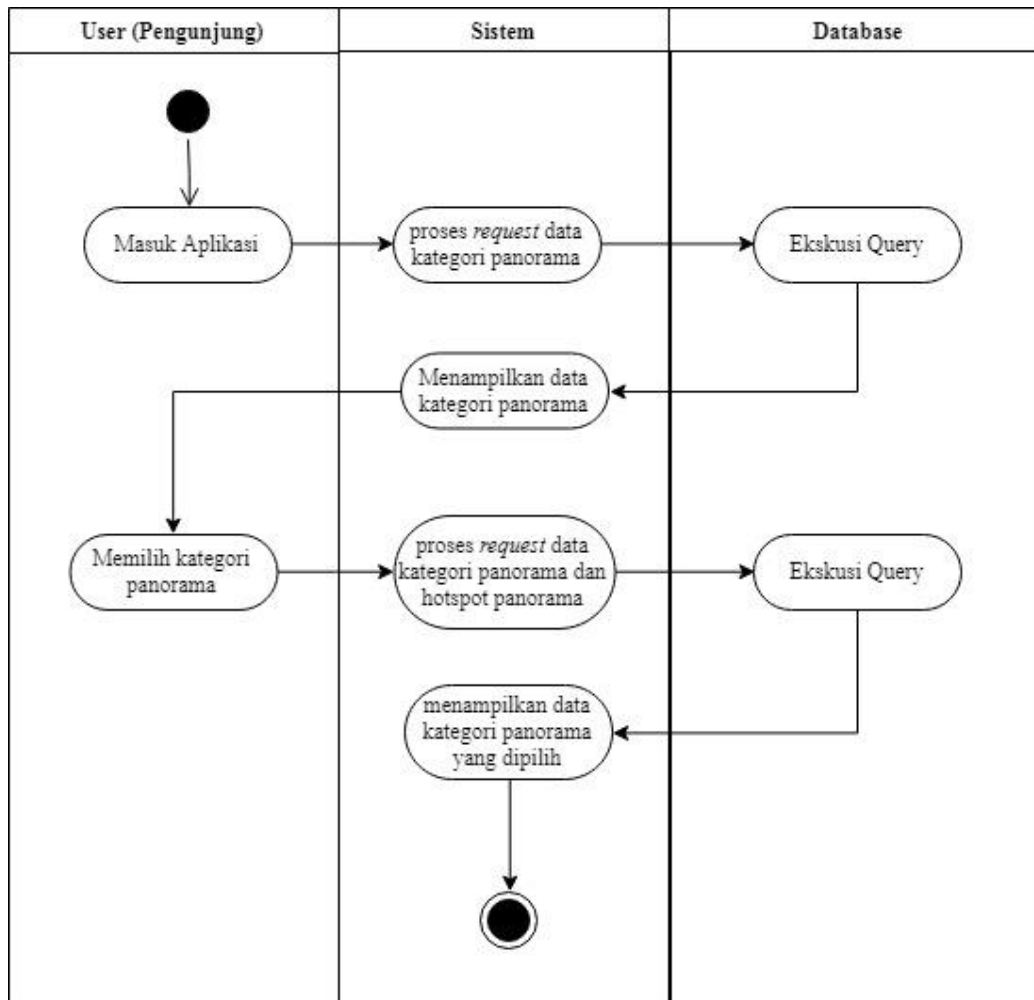 User (Pengunjung)
Sistem
Database
Masuk Aplikasi
proses request data
kategori panorama
Ekskusi Query
Menampilkan data
kategori panorama
Memilih kategori
panorama
proses request data
kategori panorama dan
hotspot panorama
Ekskusi Query
menampilkan data
kategori panorama
yang dipilih